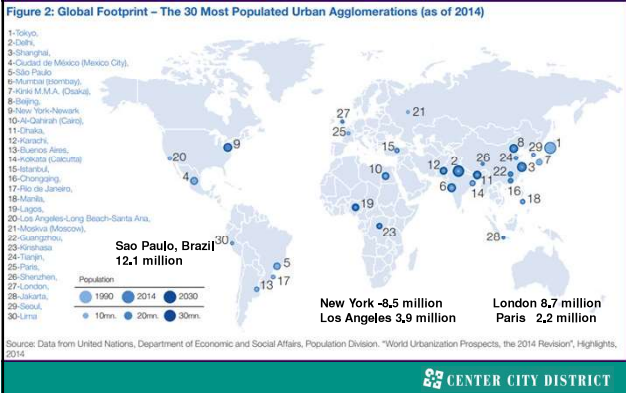 Figure 2: Global Footprint – The 30 Most Populated Urban Agglomerations (as of 2014)
1-Tokyo,
2-Delhi,
3-Shanghai,
4-Ciudad de México (Mexico City),
5-São Paulo
6-Mumbai (Bombay),
7-Kinki M.M.A. (Osaka),
8-Beijing,
9-New York-Newark
10-Al-Qahirah (Cairo),
11-Dhaka,
12-Karachi,
13-Buenos Aires,
14-Kolkata (Calcutta)
15-Istanbul,
16-Chongqing,
17-Rio de Janeiro,
18-Manila,
19-Lagos,
20-Los Angeles-Long Beach-Santa Ana,
21-Moskva (Moscow),
22-Guangzhou,
23-Kinshasa
24-Tianjin,
25-Paris,
26-Shenzhen,
27-London,
28-Jakarta,
29-Seoul,
30-Lima
27
21
25
9
20
15
8
29
1
24
7
12
2
26
3
4
10
22
6
11
14
16
18
19
30
23
28
5
17
13
Sao Paulo, Brazil
12.1 million
Population
1990 2014 2030
10mn. 20mn. 30mn.
New York -8.5 million
Los Angeles 3.9 million
London 8.7 million
Paris 2.2 million
Source: Data from United Nations, Department of Economic and Social Affairs, Population Division. "World Urbanization Prospects, the 2014 Revision", Highlights,
2014
CENTER CITY DISTRICT